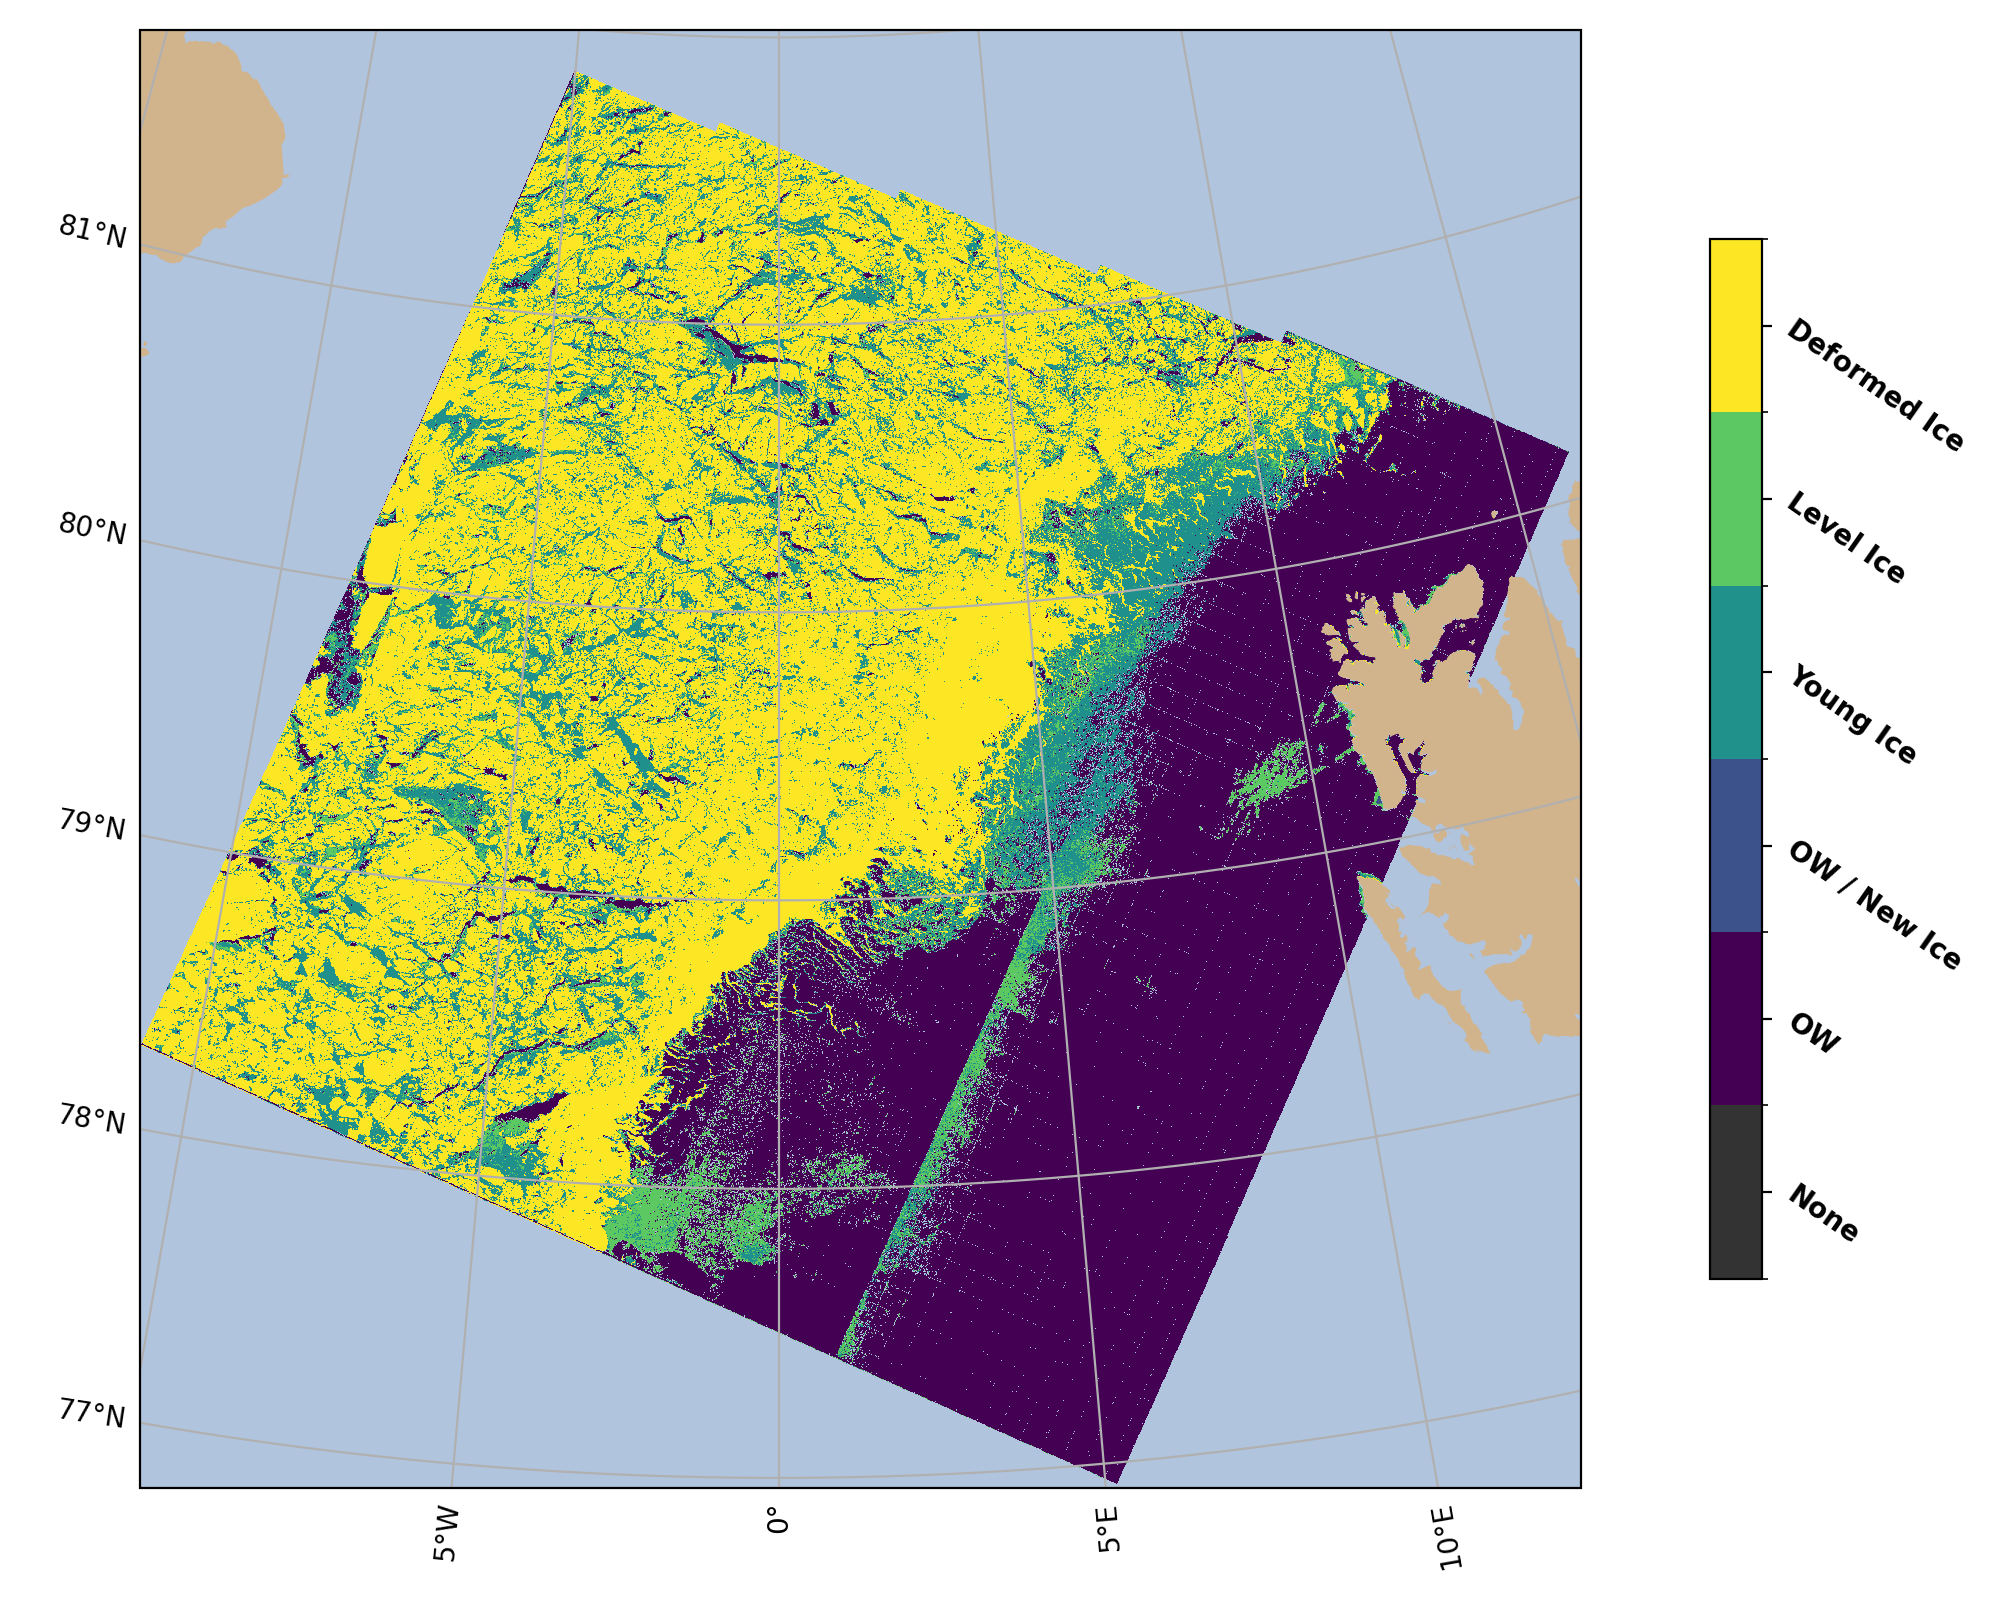 81°N
80°N
79°N
78°N
77°N
5°W
0°
5°E
10°E
Deformed Ice
Level Ice
Young Ice
OW / New Ice
OW
None